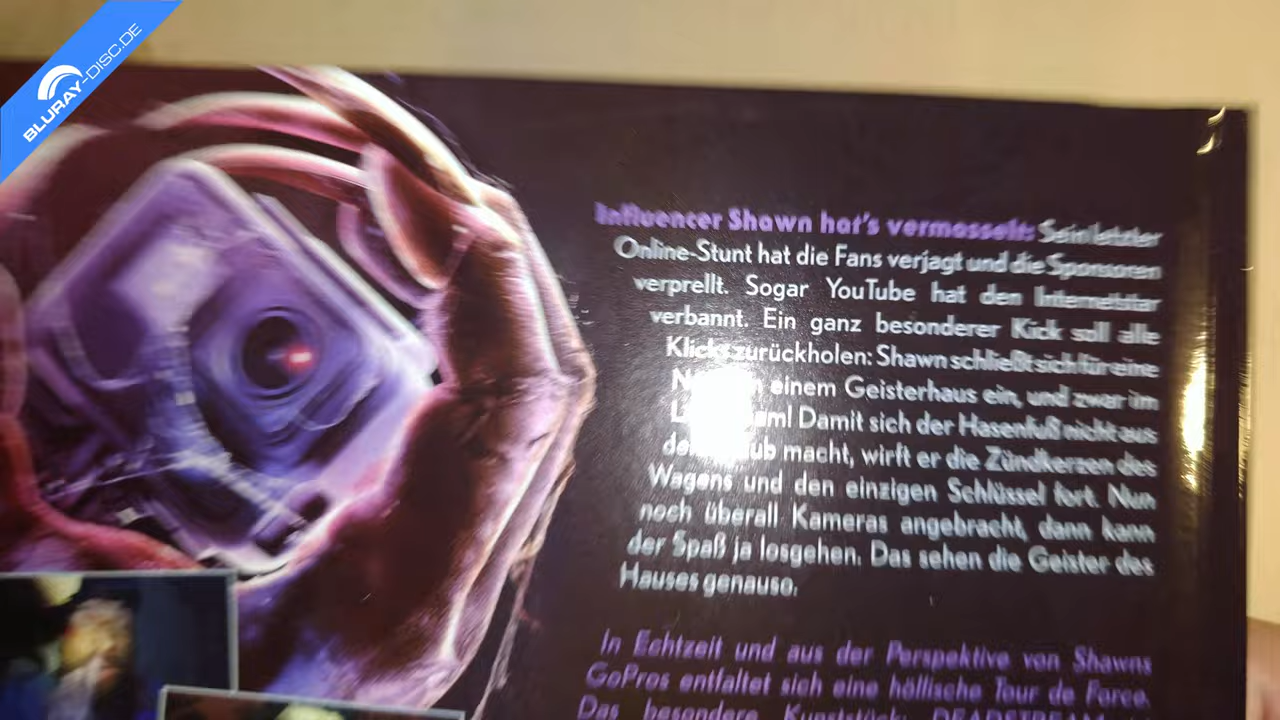 BLURAY-DISC.DE
Influencer Shawn hat's vermasselt: Sein letzter
Online-Stunt hat die Fans verjagt und die Sponsoren
verprellt. Sogar YouTube hat den Internetstar
verbannt. Ein ganz besonderer Kick soll alle
Klicks zurückholen: Shawn schließt sich für eine
einem Geisterhaus ein, und zwar im
Damit sich der Hasenfuß nicht aus
macht, wirft er die Zündkerzen des
Wagens und den einzigen Schlüssel fort. Nun
noch überall Kameras angebracht, dann kann
der Spaß ja losgehen. Das sehen die Geister des
Hauses genauso.
In Echtzeit und aus der Perspektive von Shawns
GoPros entfaltet sich eine höllische Tour de Force.
Das besondere Kunststück: